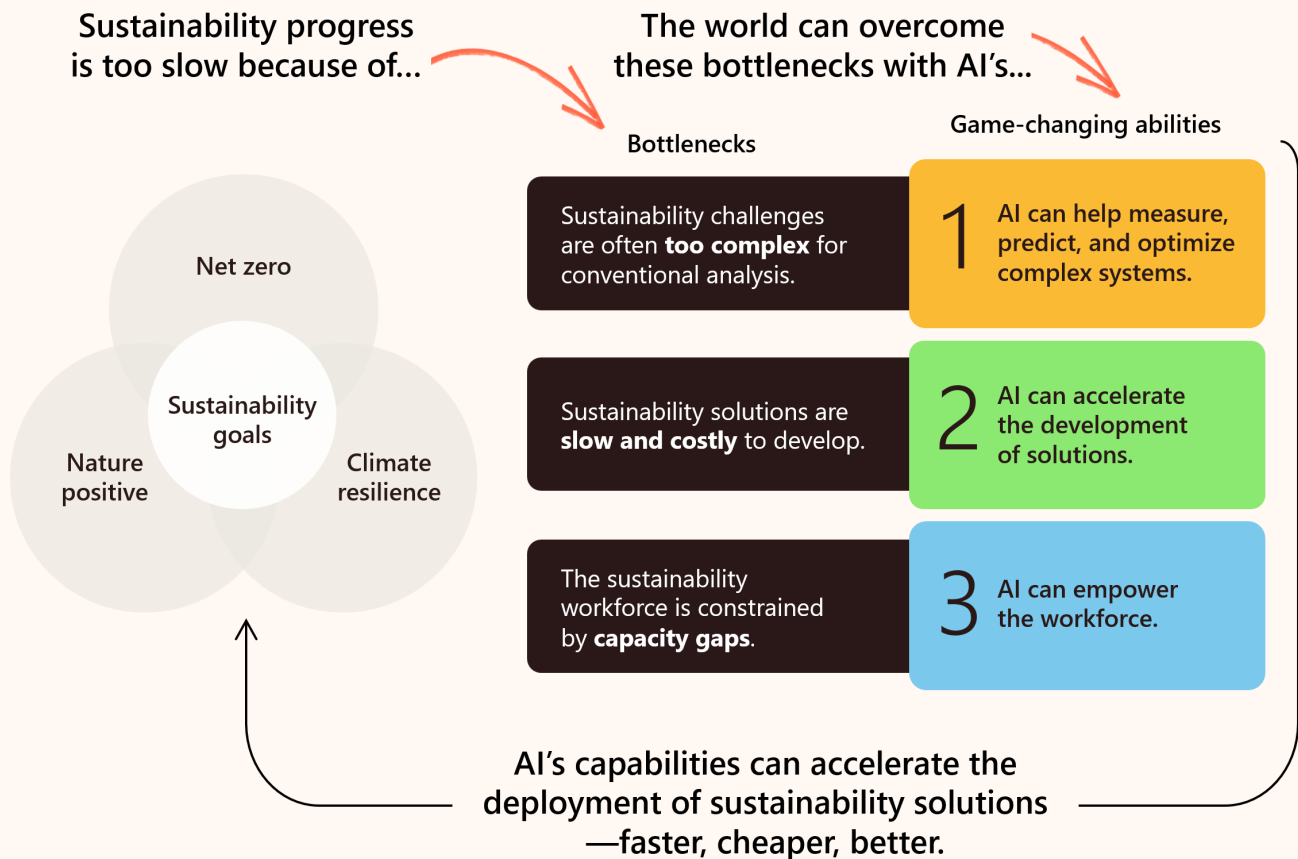 Sustainability progress
is too slow because of...
The world can overcome
these bottlenecks with AI’s...
Bottlenecks
Game-changing abilities
Net zero
Sustainability
goals
Nature
positive
Climate
resilience
Sustainability challenges
are often too complex for
conventional analysis.
1
AI can help measure,
predict, and optimize
complex systems.
Sustainability solutions are
slow and costly to develop.
2
AI can accelerate
the development
of solutions.
The sustainability
workforce is constrained
by capacity gaps.
3
AI can empower
the workforce.
AI’s capabilities can accelerate the
deployment of sustainability solutions
—faster, cheaper, better.